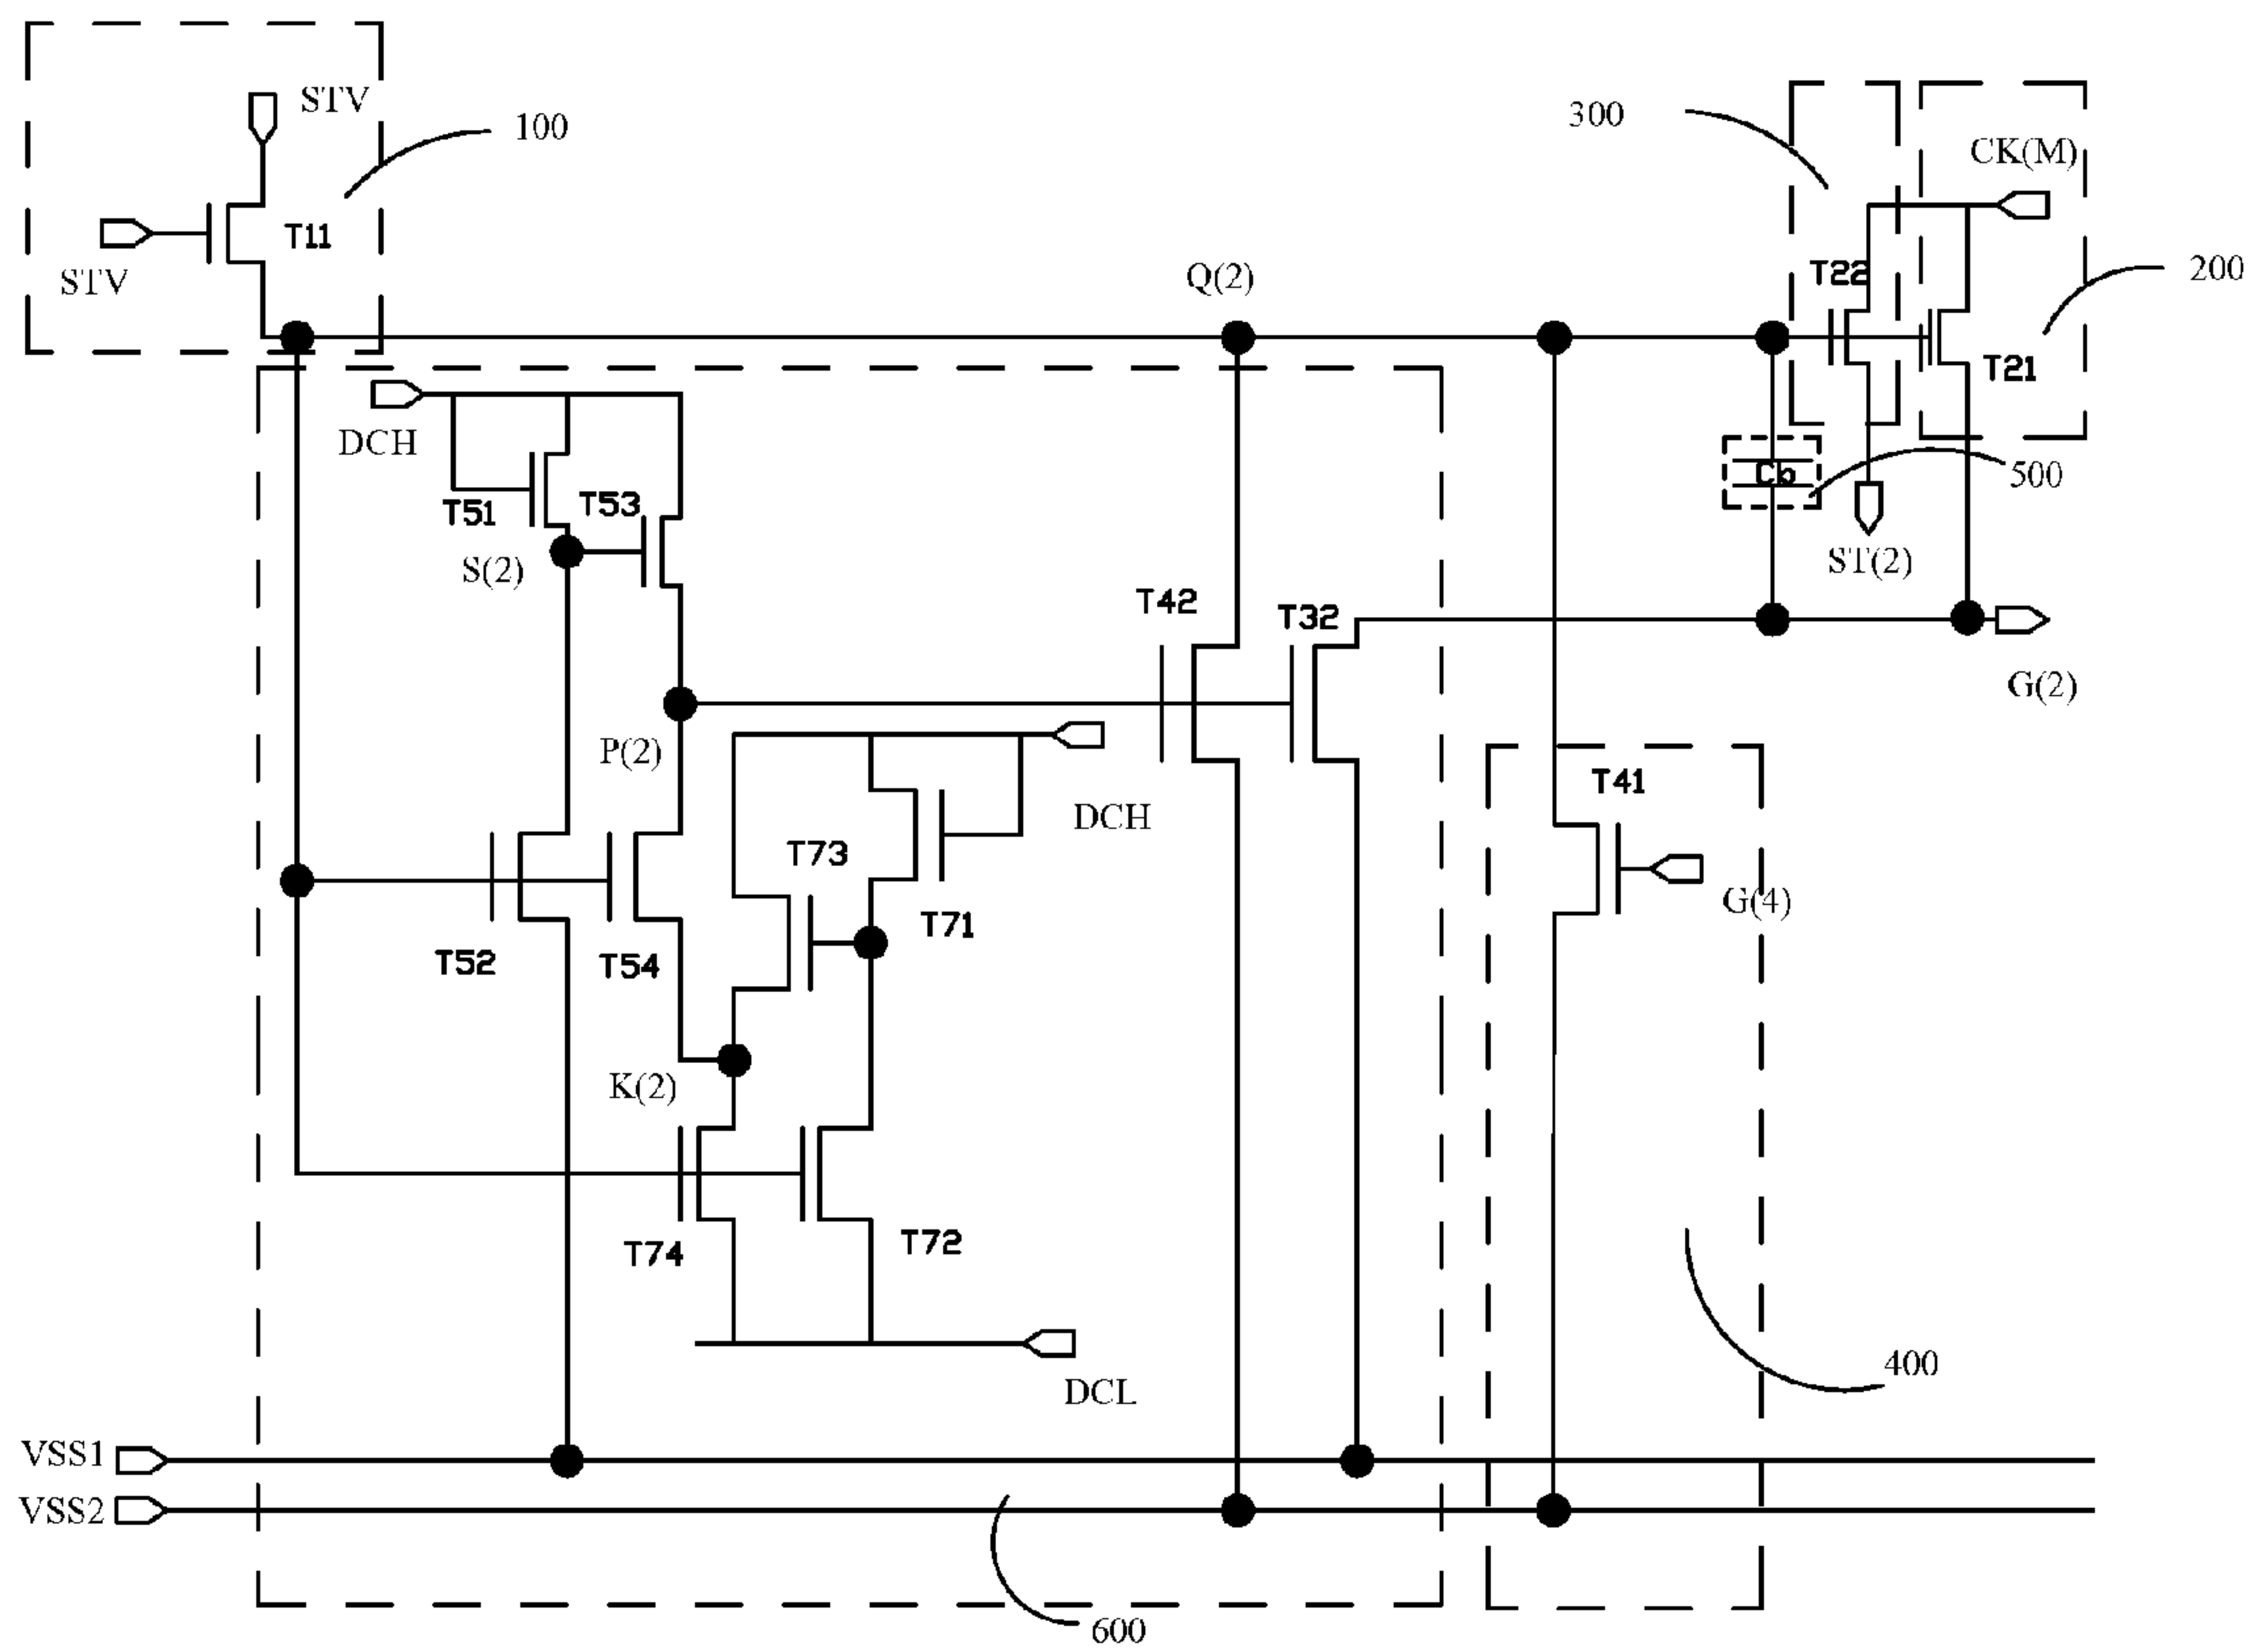 STV
100
300
CK(M)
T11
STV
Q(2)
T22
200
T21
DCH
Cb
500
T51
T53
S(2)
ST(2)
T42
T32
G(2)
P(2)
T41
DCH
T73
G(4)
T71
T52
T54
K(2)
T74
T72
400
DCL
VSS1
VSS2
600